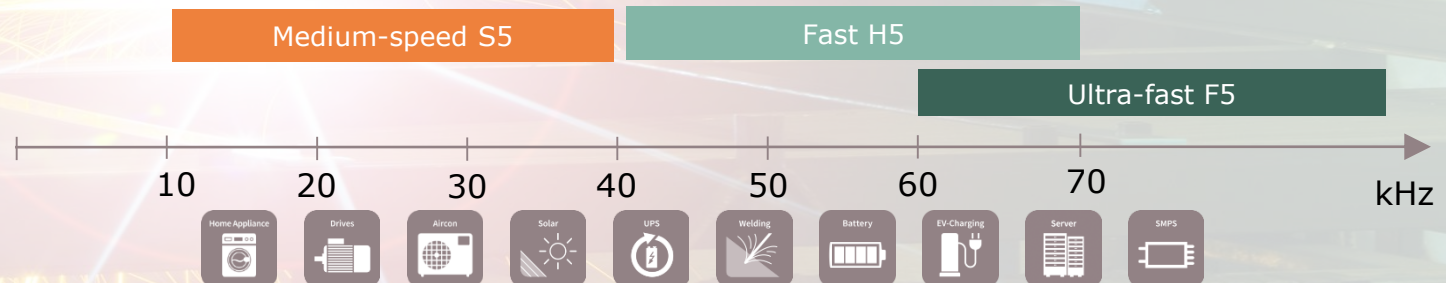 Medium-speed S5
Fast H5
Ultra-fast F5
10 20 30 40 50 60 70 kHz
Home Appliance Drives Aircon Solar UPS Welding Battery EV-Charging Server SMPS